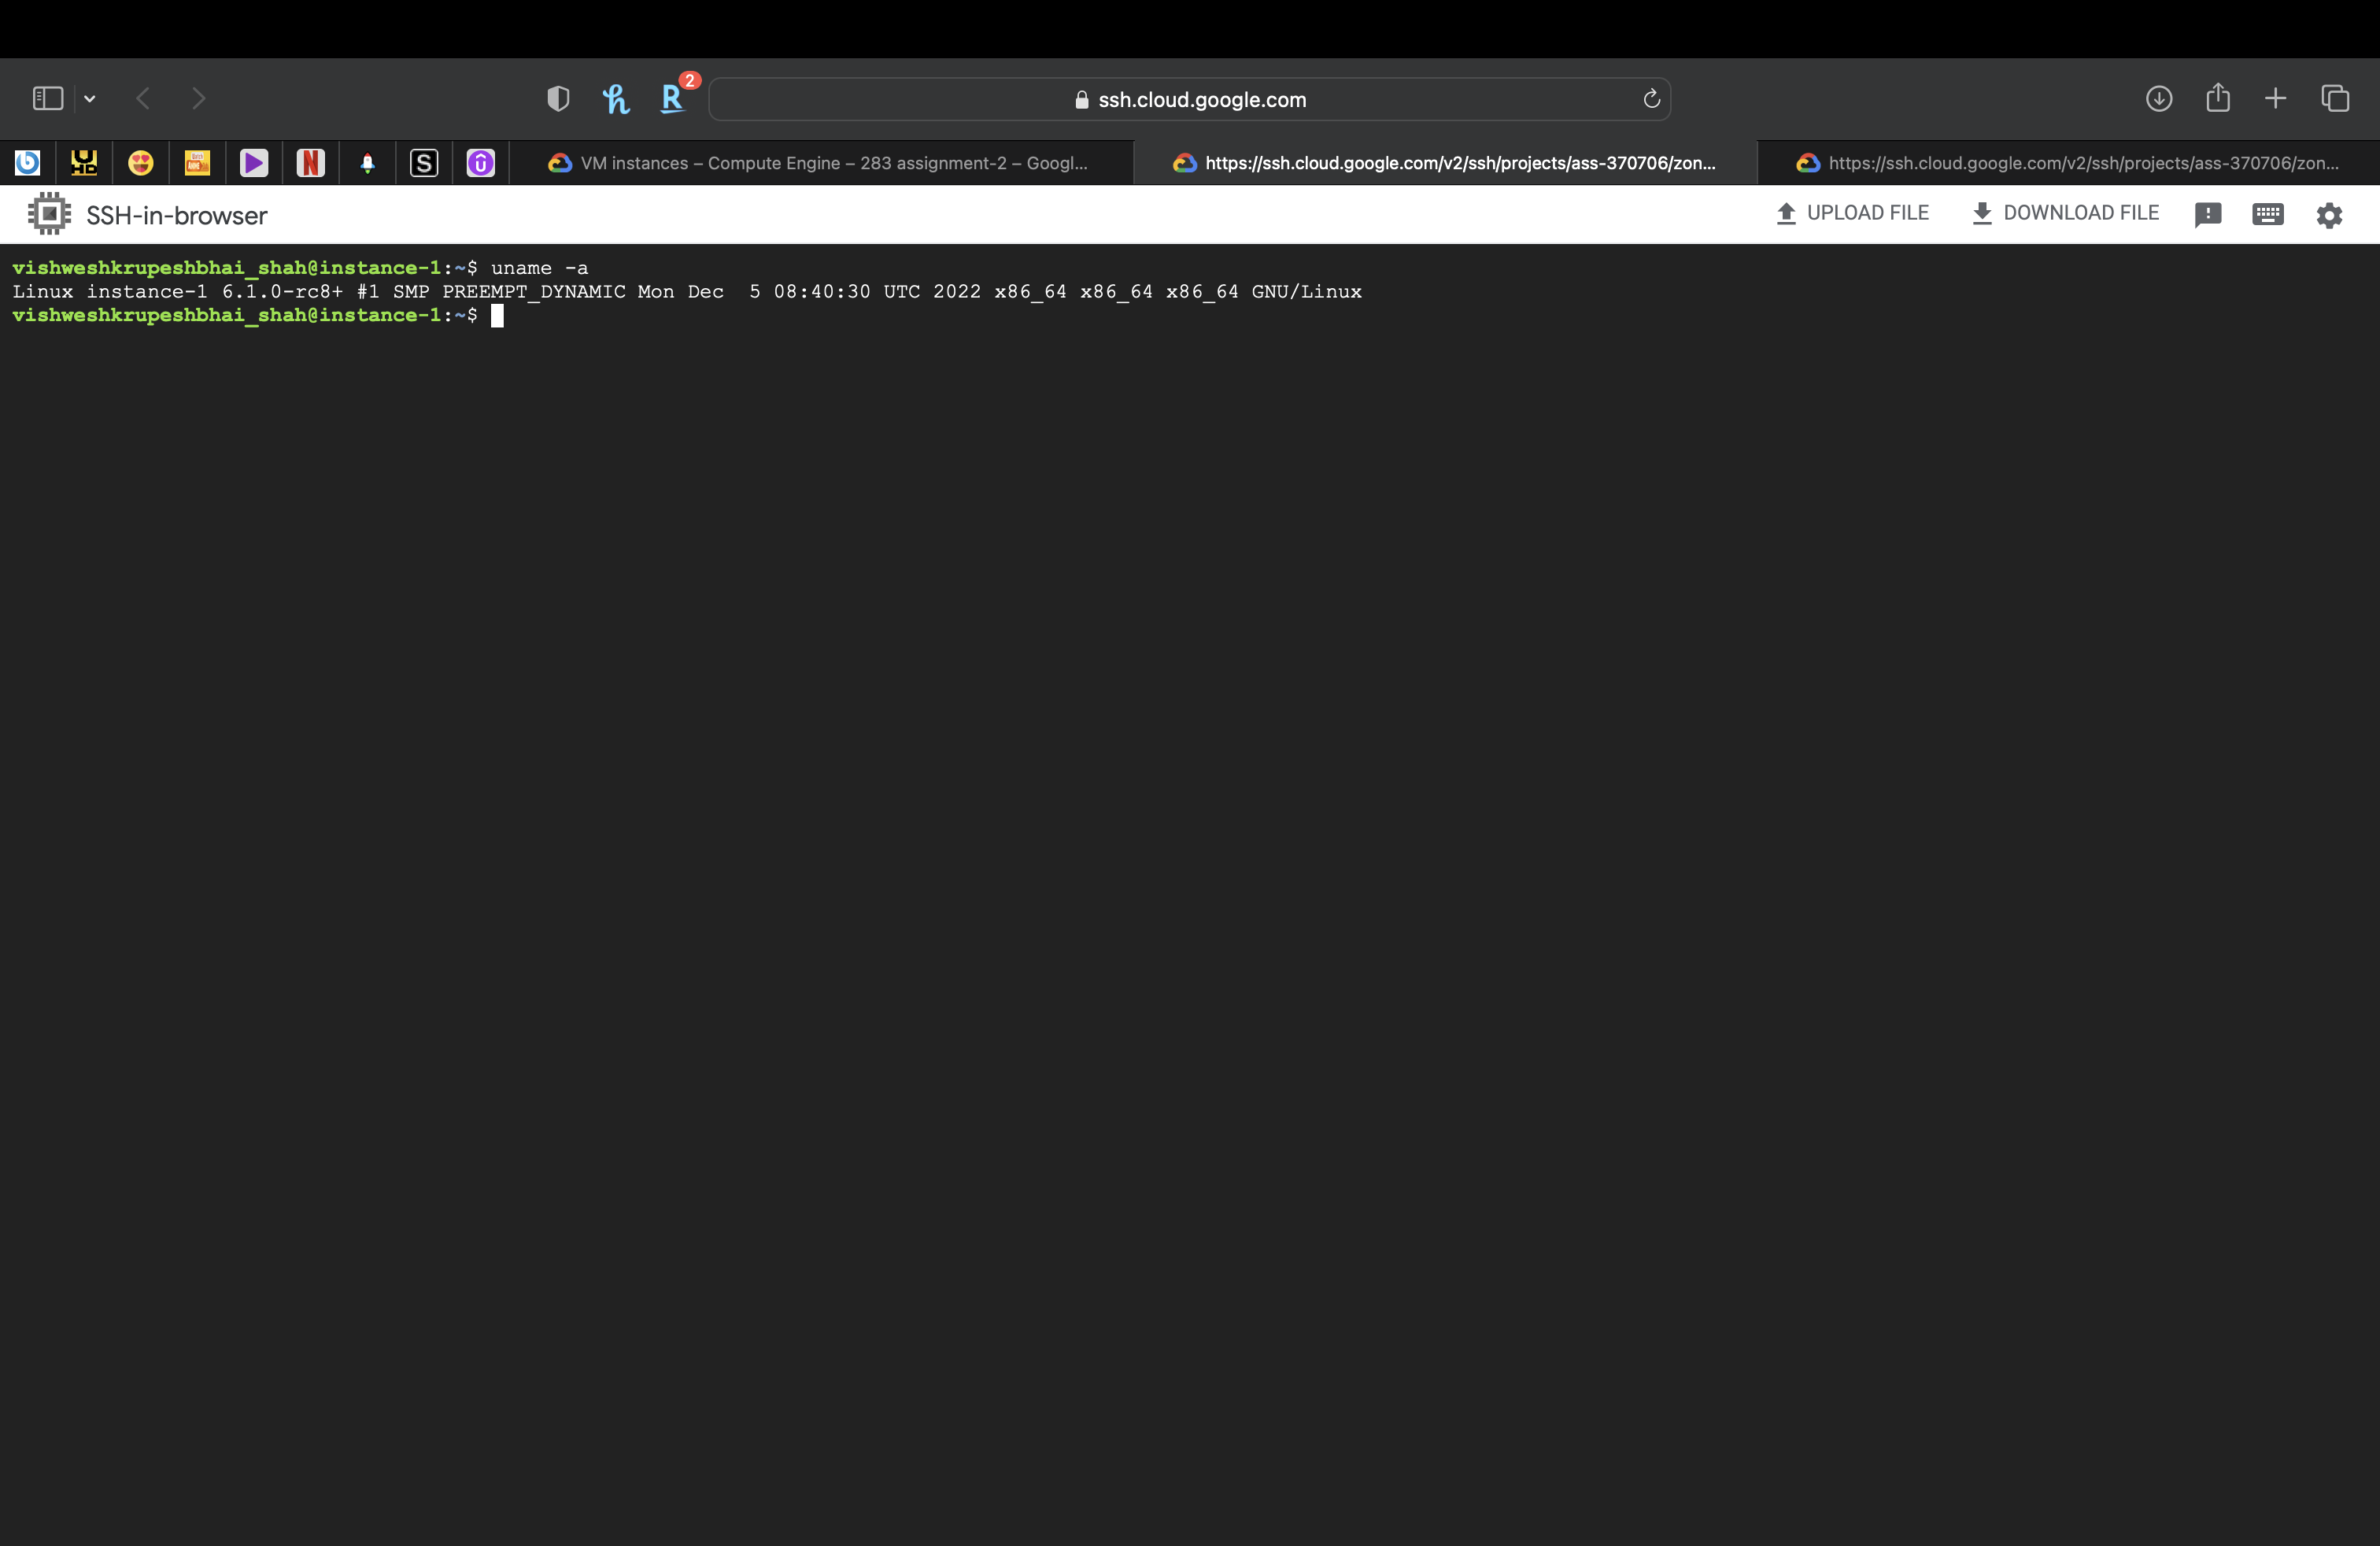 2
ssh.cloud.google.com
VM instances – Compute Engine – 283 assignment-2 – Googl...
https://ssh.cloud.google.com/v2/ssh/projects/ass-370706/zon...
https://ssh.cloud.google.com/v2/ssh/projects/ass-370706/zon...
SSH-in-browser
UPLOAD FILE
DOWNLOAD FILE
vishweshkrupeshbhai_shah@instance-1:~$ uname -a
Linux instance-1 6.1.0-rc8+ #1 SMP PREEMPT_DYNAMIC Mon Dec  5 08:40:30 UTC 2022 x86_64 x86_64 x86_64 GNU/Linux
vishweshkrupeshbhai_shah@instance-1:~$